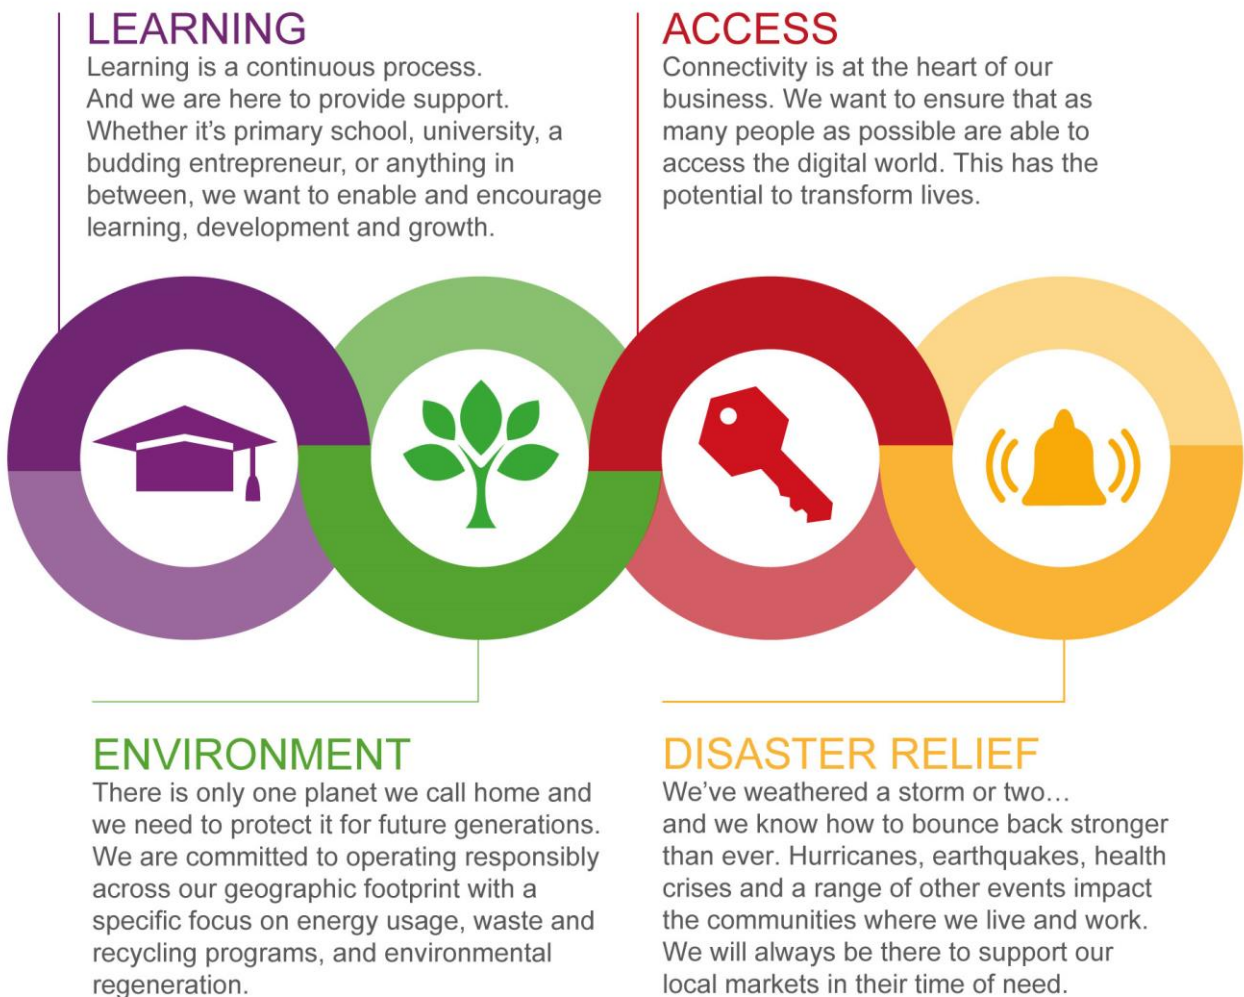 LEARNING
Learning is a continuous process.
And we are here to provide support.
Whether it’s primary school, university, a
budding entrepreneur, or anything in
between, we want to enable and encourage
learning, development and growth.
ACCESS
Connectivity is at the heart of our
business. We want to ensure that as
many people as possible are able to
access the digital world. This has the
potential to transform lives.
ENVIRONMENT
There is only one planet we call home and
we need to protect it for future generations.
We are committed to operating responsibly
across our geographic footprint with a
specific focus on energy usage, waste and
recycling programs, and environmental
regeneration.
DISASTER RELIEF
We’ve weathered a storm or two…
and we know how to bounce back stronger
than ever. Hurricanes, earthquakes, health
crises and a range of other events impact
the communities where we live and work.
We will always be there to support our
local markets in their time of need.